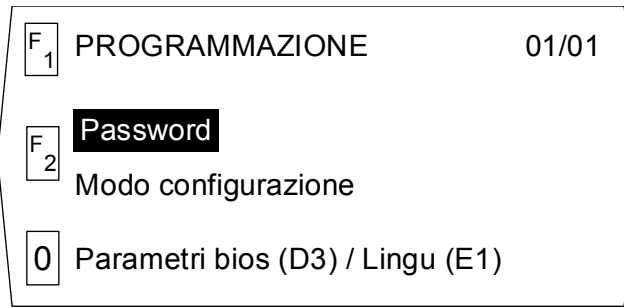 F1 PROGRAMMAZIONE 01/01
Password
F2
Modo configurazione
0 Parametri bios (D3) / Lingu (E1)